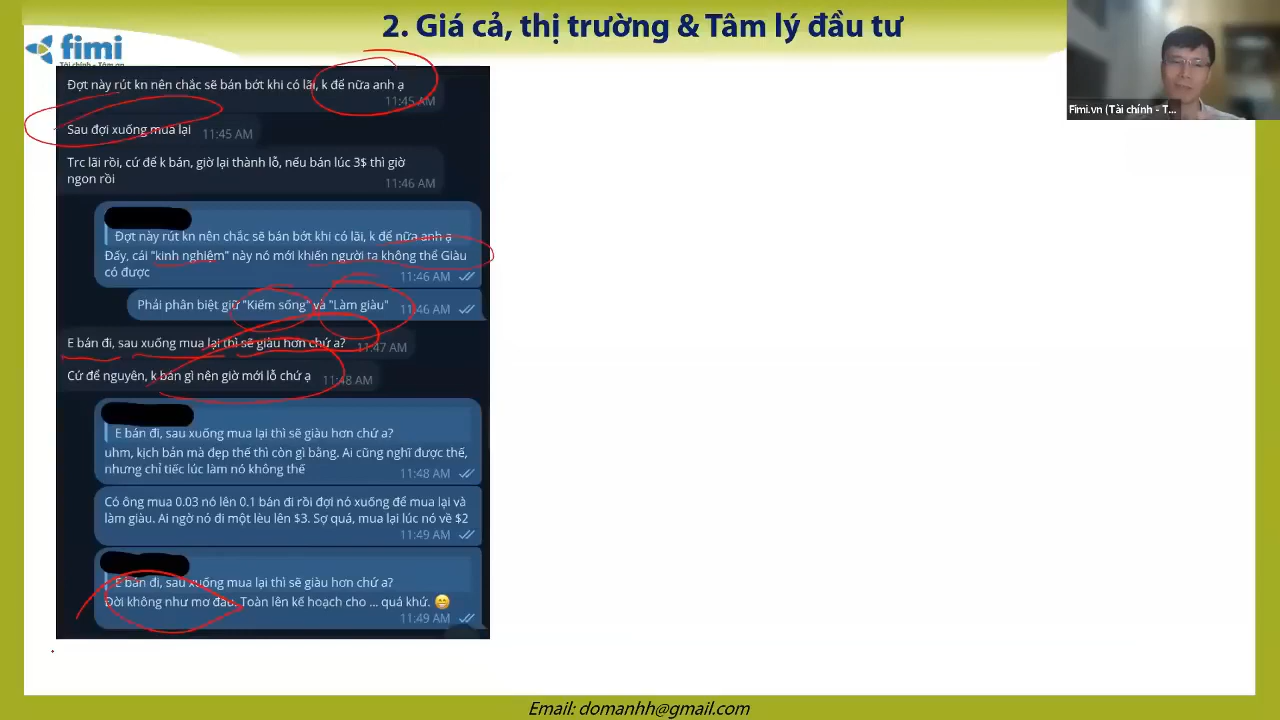 2. Giá cả, thị trường & Tâm lý đầu tư
fimi
Tài chính - Tâm an
Fimi.vn (Tài chính - T...
Đợt này rút kn nên chắc sẽ bán bớt khi có lãi, k để nữa anh ạ
11:45 AM
Sau đợi xuống mua lại 11:45 AM
Trc lãi rồi, cứ để k bán, giờ lại thành lỗ, nếu bán lúc 3$ thì giờ
ngon rồi 11:46 AM
Đợt này rút kn nên chắc sẽ bán bớt khi có lãi, k để nữa anh ạ
Đấy, cái "kinh nghiệm" này nó mới khiến người ta không thể Giàu
có được 11:46 AM
Phải phân biệt giữ "Kiếm sống" và "Làm giàu" 11:46 AM
E bán đi, sau xuống mua lại thì sẽ giàu hơn chứ a? 11:47 AM
Cứ để nguyên, k bán gì nên giờ mới lỗ chứ ạ 11:48 AM
E bán đi, sau xuống mua lại thì sẽ giàu hơn chứ a?
uhm, kịch bản mà đẹp thế thì còn gì bằng. Ai cũng nghĩ được thế,
nhưng chỉ tiếc lúc làm nó không thế 11:48 AM
Có ông mua 0.03 nó lên 0.1 bán đi rồi đợi nó xuống để mua lại và
làm giàu. Ai ngờ nó đi một lèu lên $3. Sợ quá, mua lại lúc nó về $2
11:49 AM
E bán đi, sau xuống mua lại thì sẽ giàu hơn chứ a?
Đời không như mơ đâu. Toàn lên kế hoạch cho ... quá khứ. 😁
11:49 AM
Email: domanhh@gmail.com